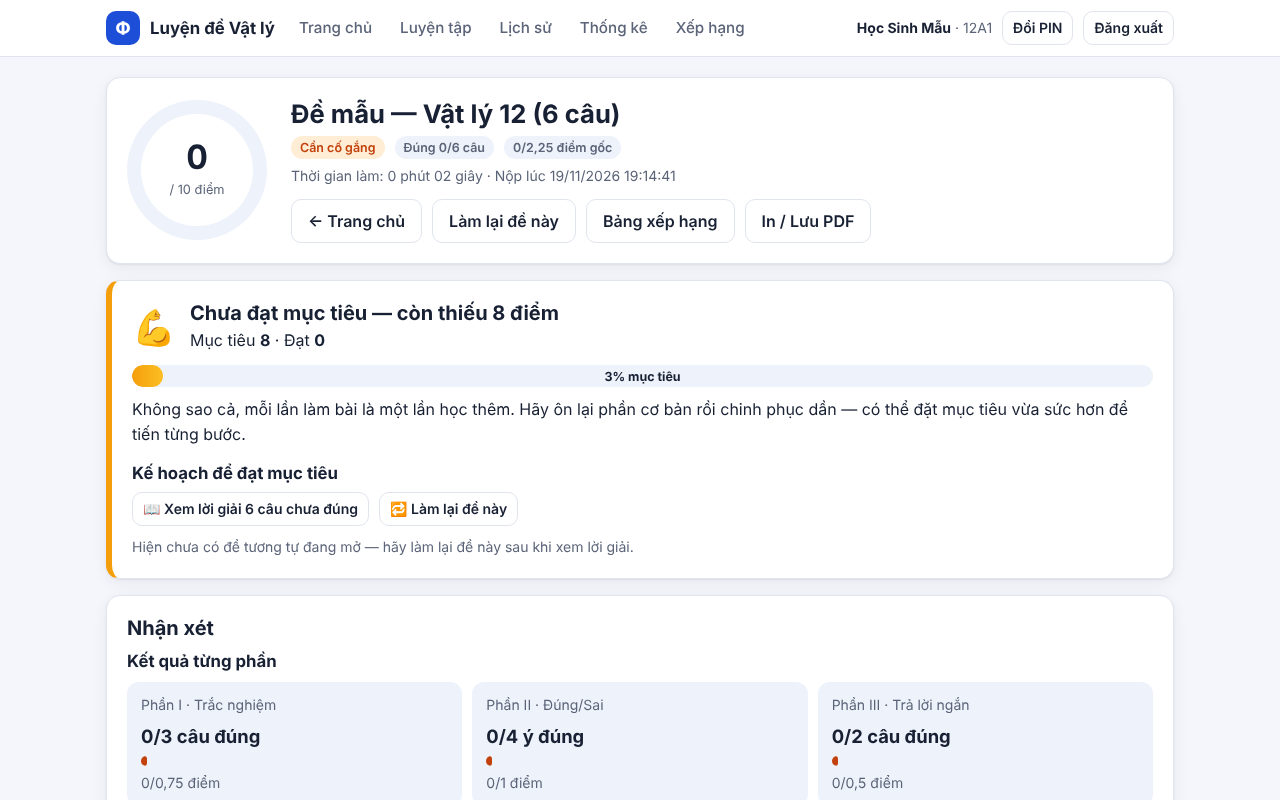 Φ Luyện đề Vật lý Trang chủ Luyện tập Lịch sử Thống kê Xếp hạng Học Sinh Mẫu · 12A1 Đổi PIN Đăng xuất
0
/ 10 điểm
Đề mẫu — Vật lý 12 (6 câu)
Cần cố gắng Đúng 0/6 câu 0/2,25 điểm gốc
Thời gian làm: 0 phút 02 giây · Nộp lúc 19/11/2026 19:14:41
← Trang chủ Làm lại đề này Bảng xếp hạng In / Lưu PDF
Chưa đạt mục tiêu — còn thiếu 8 điểm
Mục tiêu 8 · Đạt 0
3% mục tiêu
Không sao cả, mỗi lần làm bài là một lần học thêm. Hãy ôn lại phần cơ bản rồi chinh phục dần — có thể đặt mục tiêu vừa sức hơn để
tiến từng bước.
Kế hoạch để đạt mục tiêu
Xem lời giải 6 câu chưa đúng Làm lại đề này
Hiện chưa có đề tương tự đang mở — hãy làm lại đề này sau khi xem lời giải.
Nhận xét
Kết quả từng phần
Phần I · Trắc nghiệm Phần II · Đúng/Sai Phần III · Trả lời ngắn
0/3 câu đúng 0/4 ý đúng 0/2 câu đúng
0/0,75 điểm 0/1 điểm 0/0,5 điểm